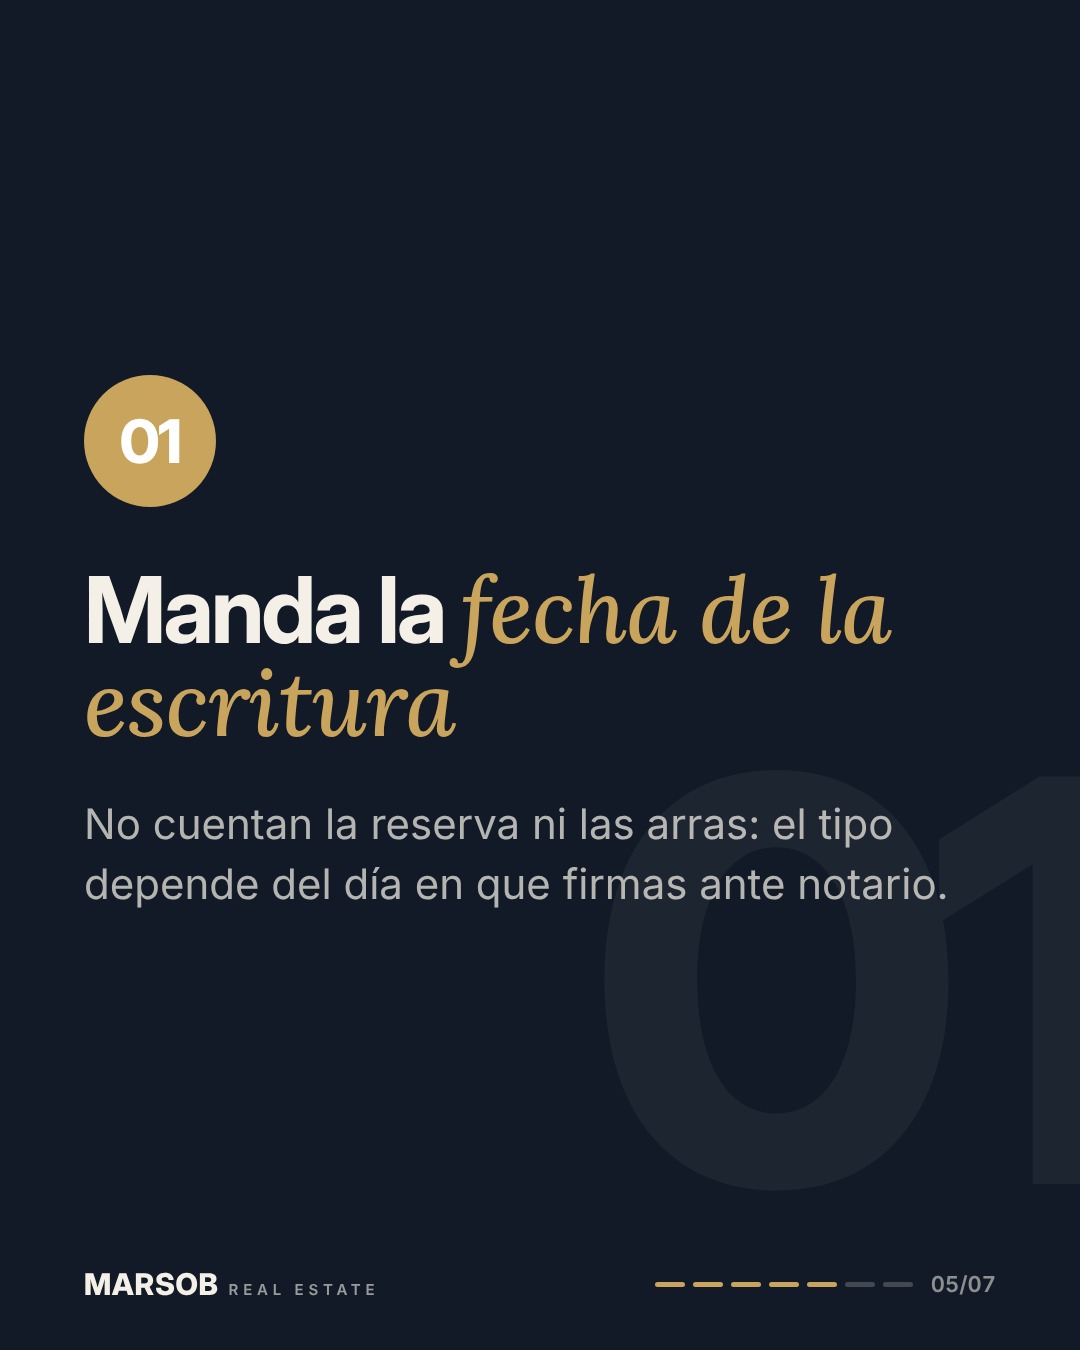 01
Manda la fecha de la
escritura
No cuentan la reserva ni las arras: el tipo
depende del día en que firmas ante notario.
01
MARSOB REAL ESTATE
05/07